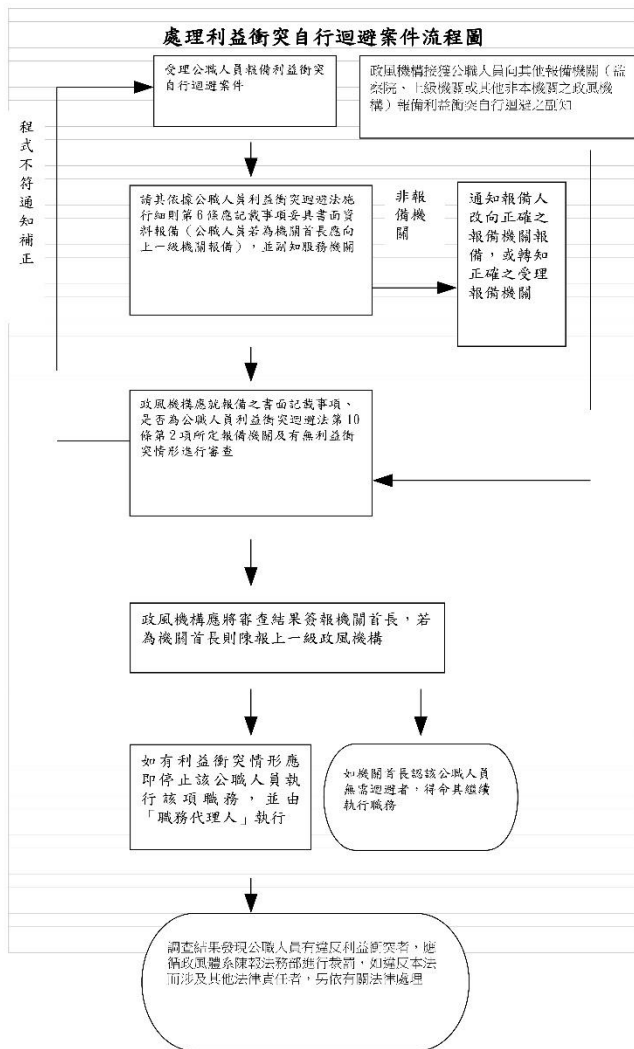 處理利益衝突自行迴避案件流程圖
受理公職人員報備利益衝突
自行迴避案件
政風機構接獲公職人員向其他報備機關（監
察院、上級機關或其他非本機關之政風機
構）報備利益衝突自行迴避之副知
程式不符通知補正
請其依據公職人員利益衝突迴避法施
行細則第6條應記載事項妥具書面資
料報備（公職人員若為機關首長應向
上一級機關報備），並副知服務機關
非報
備機
關
通知報備人
改向正確之
報備機關報
備，或轉知
正確之受理
報備機關
政風機構應就報備之書面記載事項、
是否為公職人員利益衝突迴避法第10
條第2項所定報備機關及有無利益衝
突情形進行審查
政風機構應將審查結果簽報機關首長，若
為機關首長則陳報上一級政風機構
如有利益衝突情形應
即停止該公職人員執
行該項職務，並由
「職務代理人」執行
如機關首長認該公職人員
無需迴避者，得命其繼續
執行職務
調查結果發現公職人員有違反利益衝突者，應
循政風體系陳報法務部進行裁罰，如違反本法
而涉及其他法律責任者，另依有關法律處理